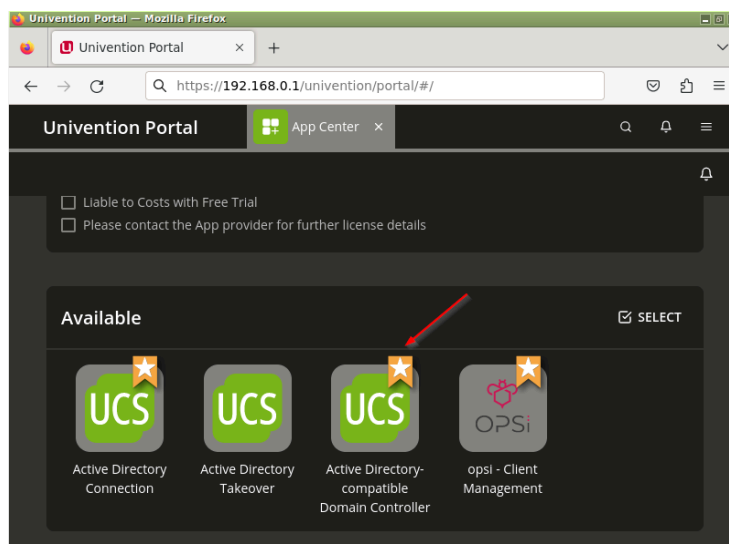 Univention Portal — Mozilla Firefox
Univention Portal
https://192.168.0.1/univention/portal/#/
Univention Portal
App Center
Liable to Costs with Free Trial
Please contact the App provider for further license details
Available
SELECT
UCS
UCS
UCS
OPSi
Active Directory
Connection
Active Directory
Takeover
Active Directory-
compatible
Domain Controller
opsi - Client
Management